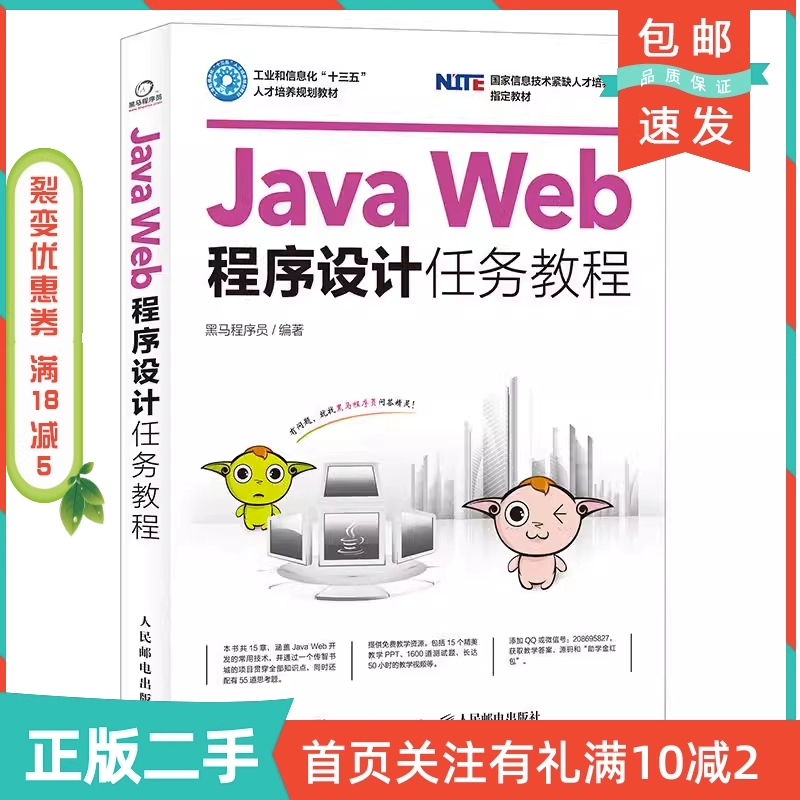 包邮
品质保证
速发
裂变优惠券 满18减5
黑马程序员
Java Web 程序设计任务教程
人民邮电出版
工业和信息化“十三五”
人才培养规划教材
NITE
国家信息技术紧缺人才培
指定教材
Java Web
程序设计任务教程
黑马程序员 / 编著
有问题，就找黑马程序员问答精灵！
本书共15章，涵盖Java Web开
发的常用技术，并通过一个传智书
城的项目贯穿全部知识点，同时还
配有55道思考题。
提供免费教学资源，包括15个精美
教学PPT、1600道测试题、长达
50小时的教学视频等。
添加QQ或微信号：208695827，
获取教学答案、源码和“助学金红
包”。
人民邮电出版社
正版二手
首页关注有礼满10减2